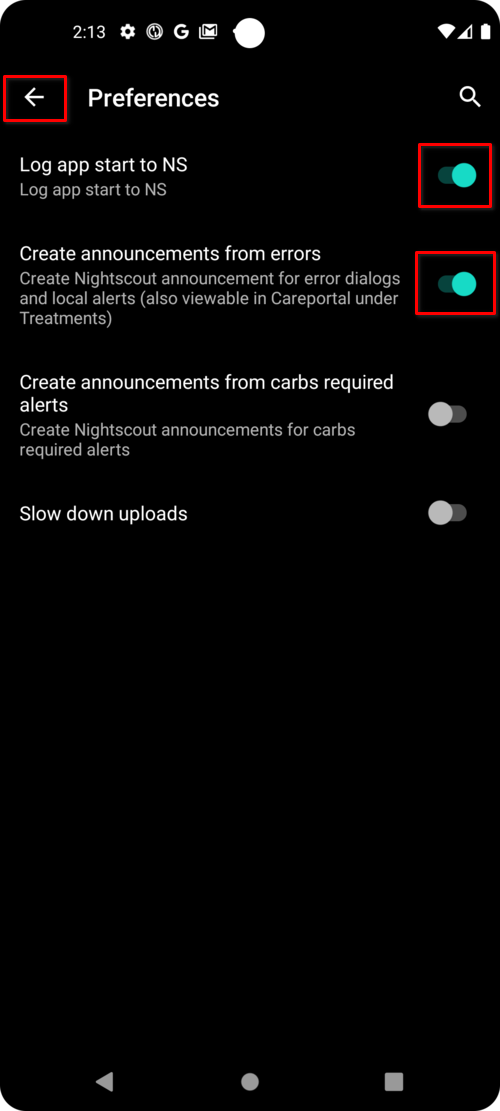 2:13
Preferences
Log app start to NS
Log app start to NS
Create announcements from errors
Create Nightscout announcement for error dialogs
and local alerts (also viewable in Careportal under
Treatments)
Create announcements from carbs required
alerts
Create Nightscout announcements for carbs
required alerts
Slow down uploads